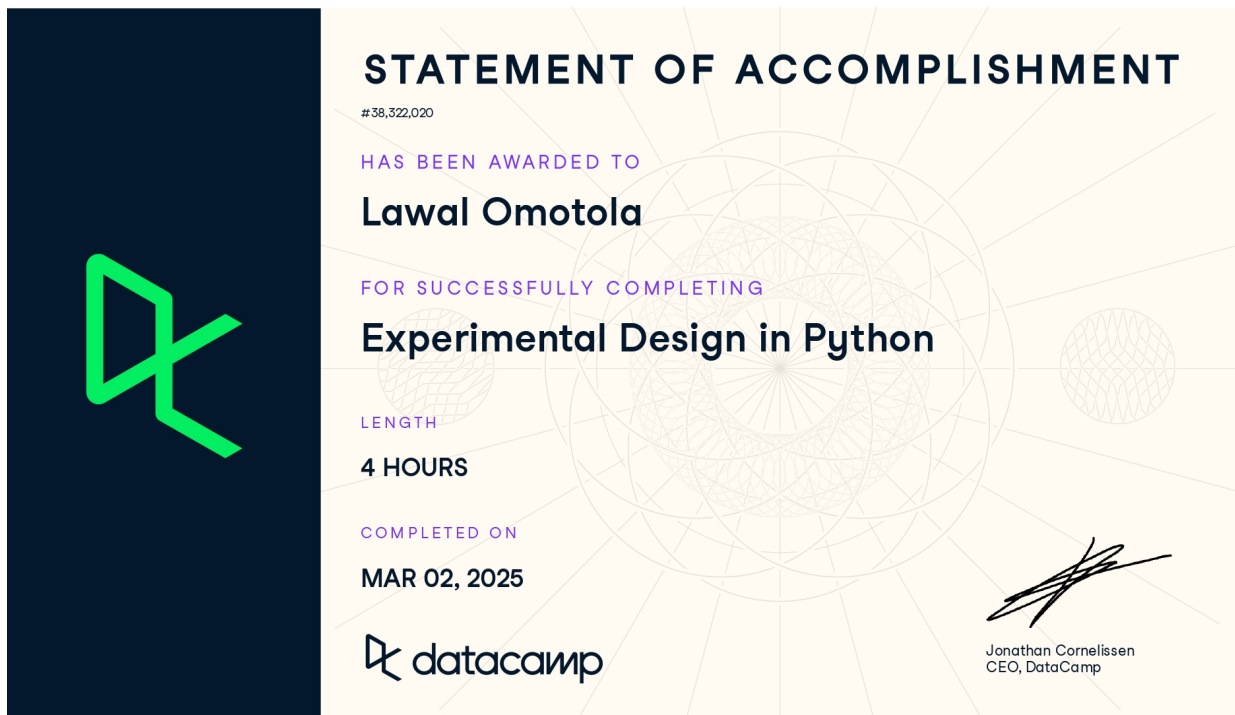 STATEMENT OF ACCOMPLISHMENT
#38,322,020
HAS BEEN AWARDED TO
Lawal Omotola
FOR SUCCESSFULLY COMPLETING
Experimental Design in Python
LENGTH
4 HOURS
COMPLETED ON
MAR 02, 2025
datacamp
Jonathan Cornelissen
CEO, DataCamp